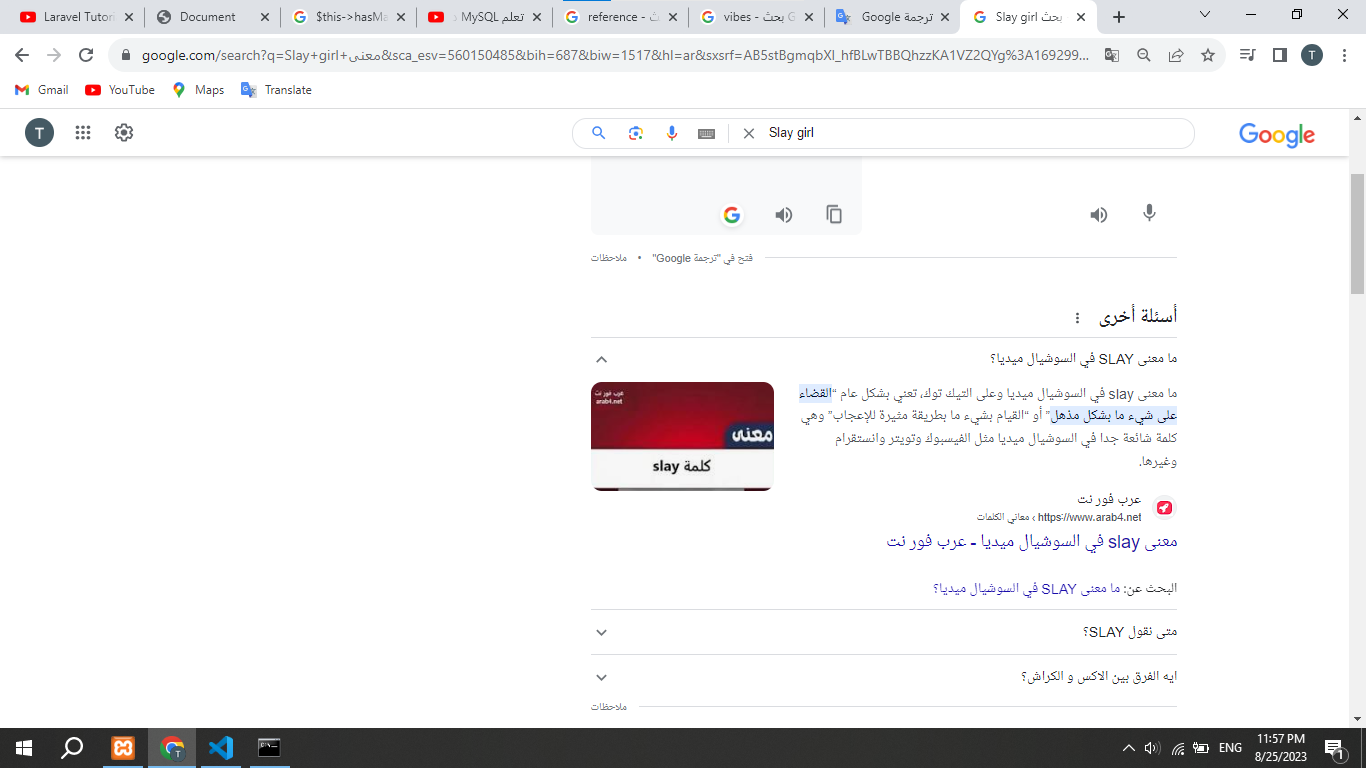 Laravel Tutori
Document
$this->hasMa
تعلم MySQL د
reference - بحث
vibes - بحث G
ترجمة Google
Slay girl بحث
google.com/search?q=Slay+girl+معنى&sca_esv=560150485&bih=687&biw=1517&hl=ar&sxsrf=AB5stBgmqbXl_hfBLwTBBQhzzKA1VZ2QYg%3A169299...
T
Gmail
YouTube
Maps
Translate
T
Slay girl
Google
فتح في "ترجمة Google" • ملاحظات
أسئلة أخرى
ما معنى SLAY في السوشيال ميديا؟
ما معنى slay في السوشيال ميديا وعلى التيك توك، تعني بشكل عام “القضاء
على شيء ما بشكل مذهل” أو “القيام بشيء ما بطريقة مثيرة للإعجاب” وهي
كلمة شائعة جدا في السوشيال ميديا مثل الفيسبوك وتويتر وانستقرام
وغيرها.
عرب فور نت
arab4.net
معنى
كلمة slay
عرب فور نت
https://www.arab4.net › معاني الكلمات
معنى slay في السوشيال ميديا - عرب فور نت
البحث عن: ما معنى SLAY في السوشيال ميديا؟
متى نقول SLAY؟
ايه الفرق بين الاكس و الكراش؟
ملاحظات
T
ENG
11:57 PM
8/25/2023
1